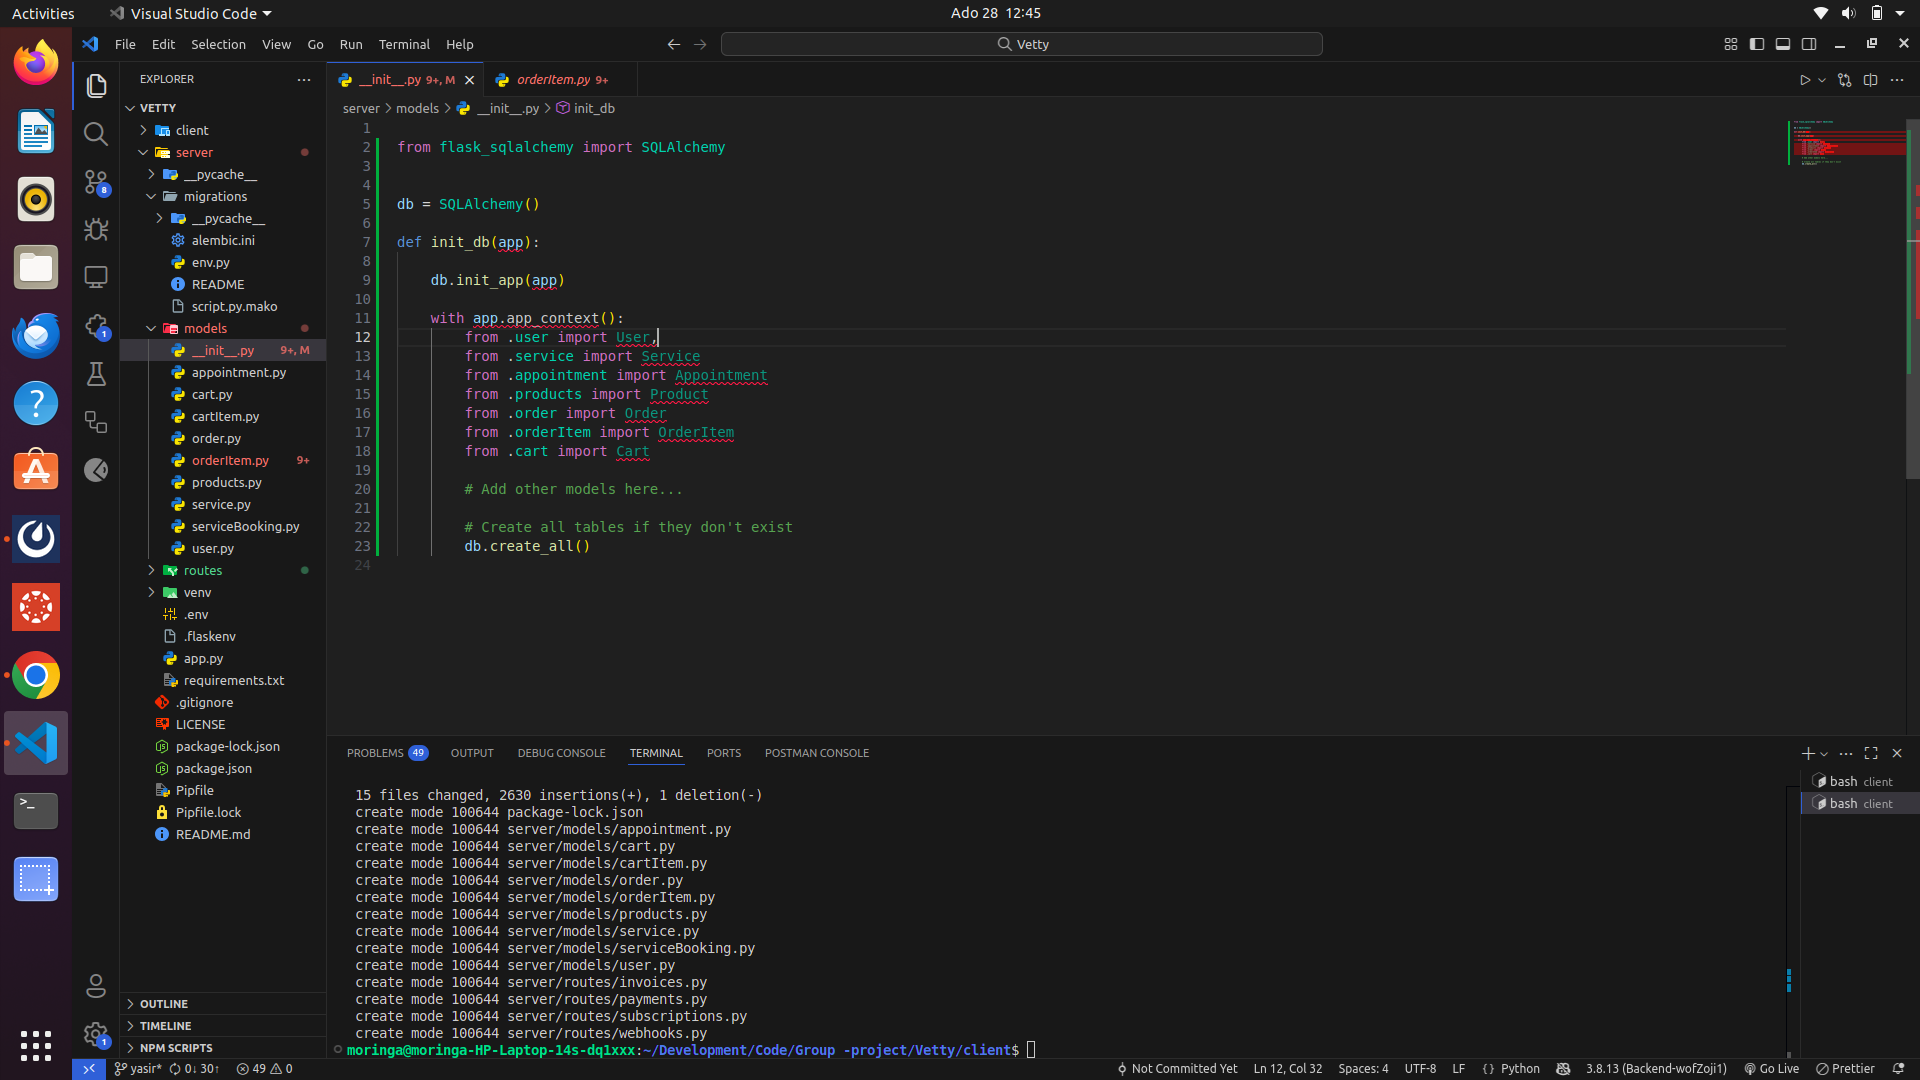 Activities
Visual Studio Code
Ado 28 12:45
File Edit Selection View Go Run Terminal Help
Vetty
EXPLORER
VETTY
client
server
__pycache__
migrations
__pycache__
alembic.ini
env.py
README
script.py.mako
models
__init__.py 9+, M
appointment.py
cart.py
cartItem.py
order.py
orderItem.py 9+
products.py
service.py
serviceBooking.py
user.py
routes
venv
.env
.flaskenv
app.py
requirements.txt
.gitignore
LICENSE
package-lock.json
package.json
Pipfile
Pipfile.lock
README.md
OUTLINE
TIMELINE
NPM SCRIPTS
8
1
1
__init__.py 9+, M
orderItem.py 9+
server > models > __init__.py > init_db
1
2 from flask_sqlalchemy import SQLAlchemy
3
4
5 db = SQLAlchemy()
6
7 def init_db(app):
8
9 db.init_app(app)
10
11 with app.app_context():
12 from .user import User,
13 from .service import Service
14 from .appointment import Appointment
15 from .products import Product
16 from .order import Order
17 from .orderItem import OrderItem
18 from .cart import Cart
19
20 # Add other models here...
21
22 # Create all tables if they don't exist
23 db.create_all()
24
PROBLEMS 49 OUTPUT DEBUG CONSOLE TERMINAL PORTS POSTMAN CONSOLE
15 files changed, 2630 insertions(+), 1 deletion(-)
create mode 100644 package-lock.json
create mode 100644 server/models/appointment.py
create mode 100644 server/models/cart.py
create mode 100644 server/models/cartItem.py
create mode 100644 server/models/order.py
create mode 100644 server/models/orderItem.py
create mode 100644 server/models/products.py
create mode 100644 server/models/service.py
create mode 100644 server/models/serviceBooking.py
create mode 100644 server/models/user.py
create mode 100644 server/routes/invoices.py
create mode 100644 server/routes/payments.py
create mode 100644 server/routes/subscriptions.py
create mode 100644 server/routes/webhooks.py
moringa@moringa-HP-Laptop-14s-dq1xxx:~/Development/Code/Group -project/Vetty/client$
bash client
bash client
yasir* 0↓ 30↑ 49 0
Not Committed Yet Ln 12, Col 32 Spaces: 4 UTF-8 LF {} Python 3.8.13 (Backend-wofZoji1) Go Live Prettier